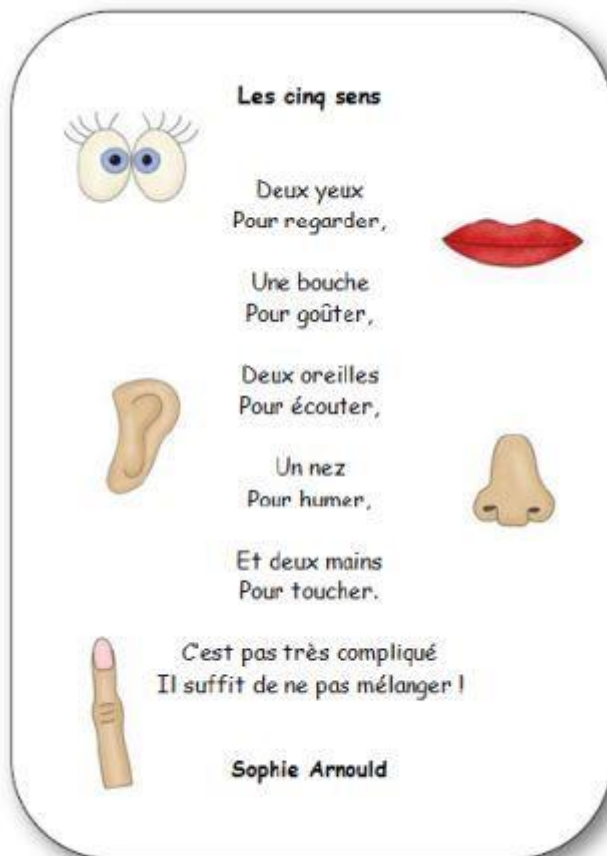 Les cinq sens
Deux yeux
Pour regarder,
Une bouche
Pour goûter,
Deux oreilles
Pour écouter,
Un nez
Pour humer,
Et deux mains
Pour toucher.
C'est pas très compliqué
Il suffit de ne pas mélanger !
Sophie Arnould